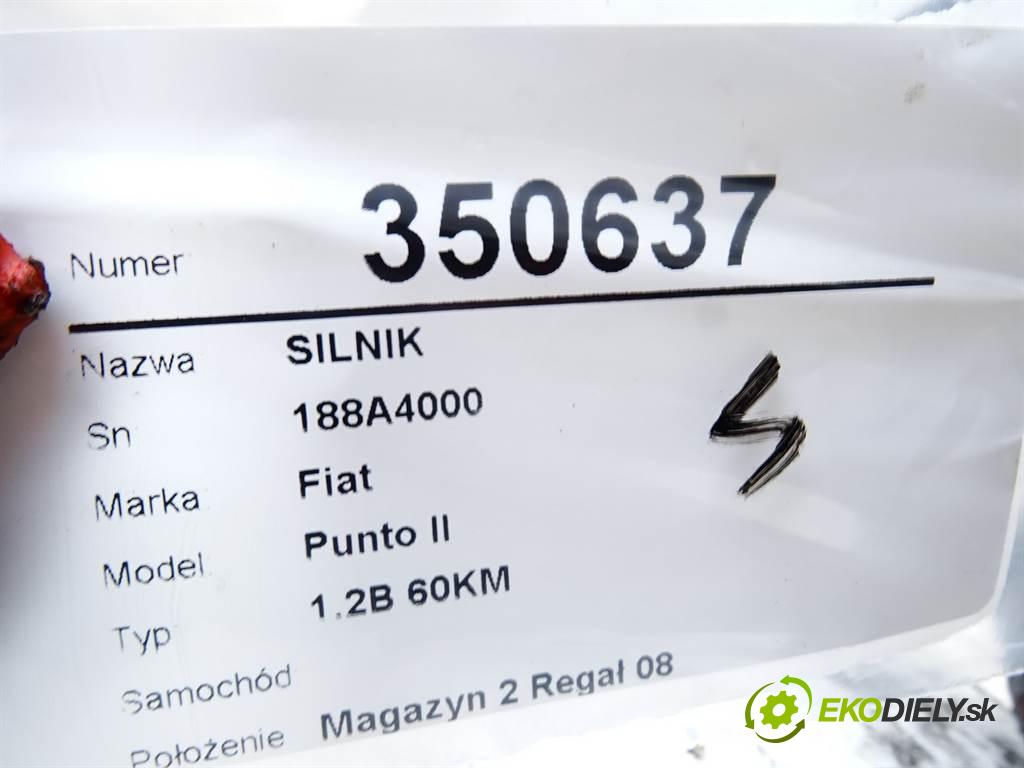 Numer 350637
Nazwa SILNIK
Sn 188A4000
S
Marka Fiat
Model Punto II
Typ 1.2B 60KM
Samochód
Położenie Magazyn 2 Regał 08
EKODIELY.sk